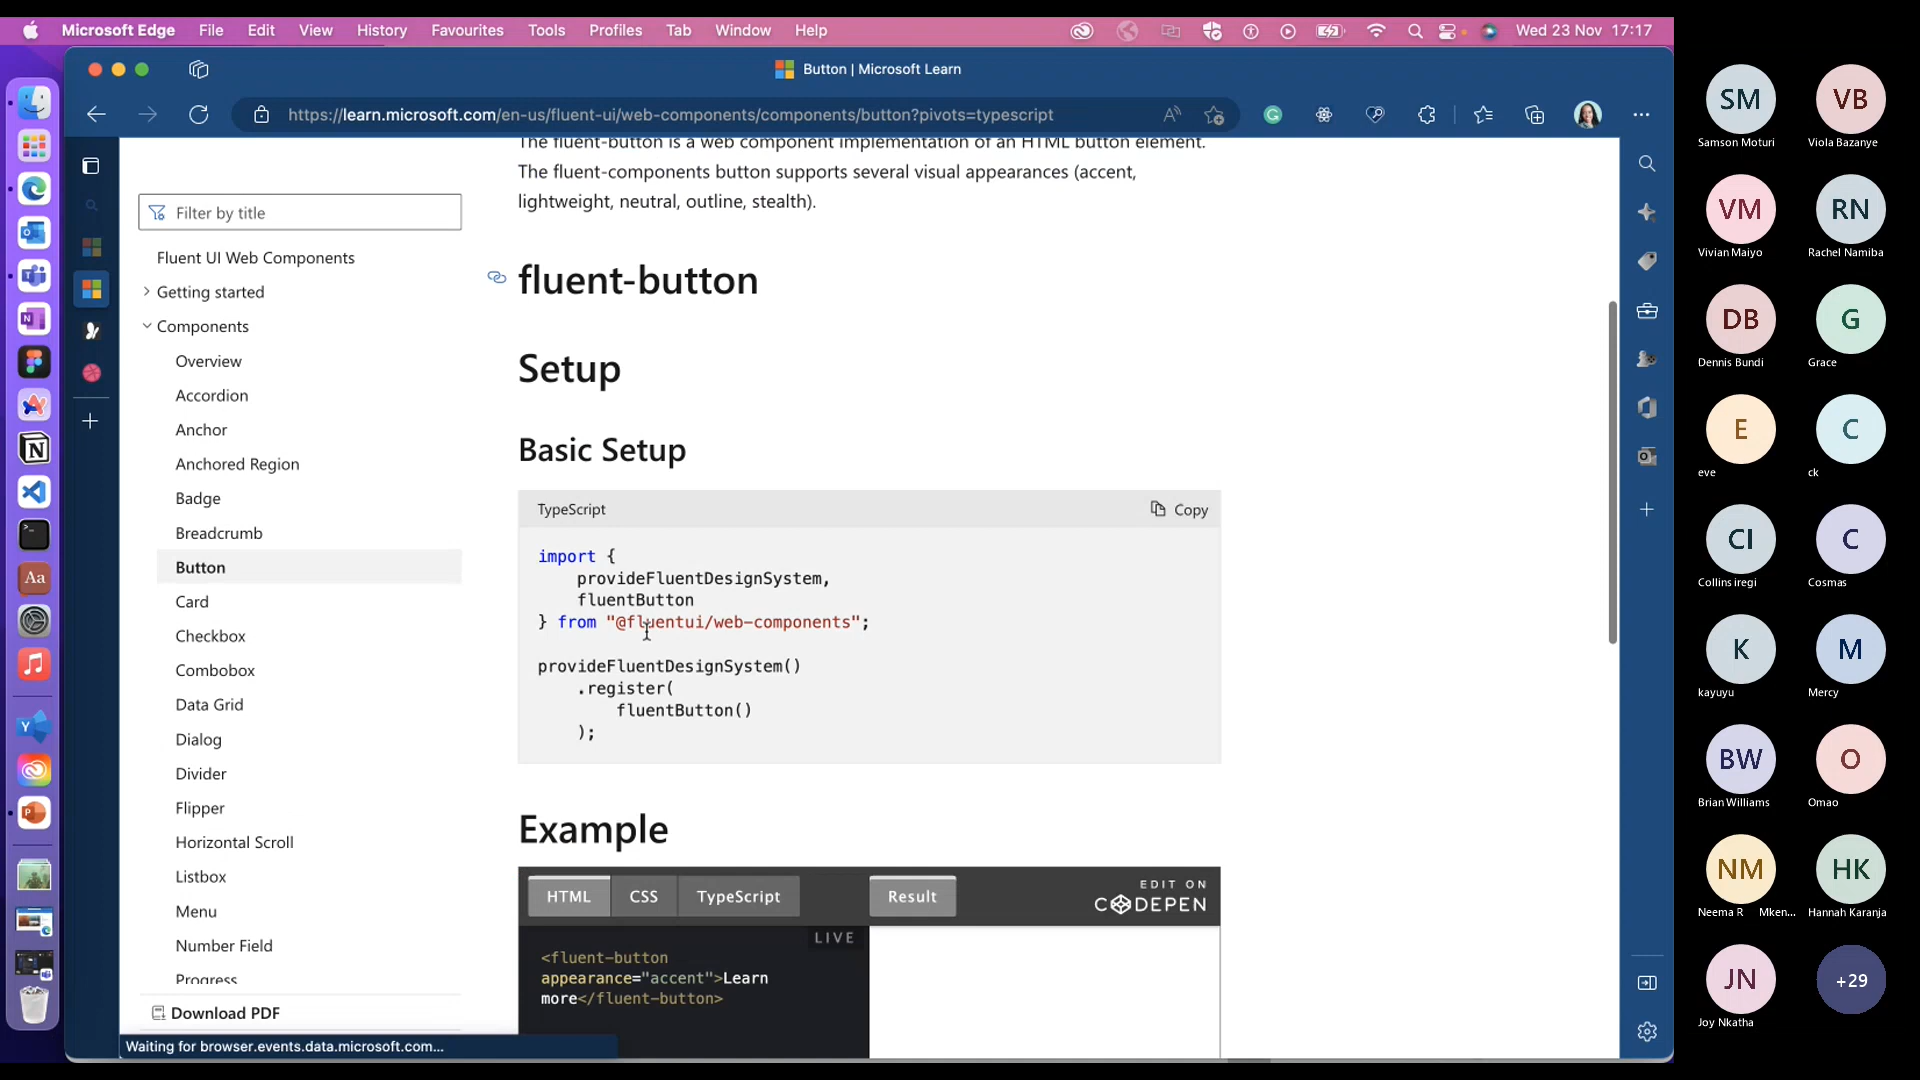 Microsoft Edge File Edit View History Favourites Tools Profiles Tab Window Help Wed 23 Nov 17:17
Button | Microsoft Learn
https://learn.microsoft.com/en-us/fluent-ui/web-components/components/button?pivots=typescript
Filter by title
Fluent UI Web Components
Getting started
Components
Overview
Accordion
Anchor
Anchored Region
Badge
Breadcrumb
Button
Card
Checkbox
Combobox
Data Grid
Dialog
Divider
Flipper
Horizontal Scroll
Listbox
Menu
Number Field
Progress
Download PDF
Waiting for browser.events.data.microsoft.com...
The fluent-button is a web component implementation of an HTML button element.
The fluent-components button supports several visual appearances (accent,
lightweight, neutral, outline, stealth).
fluent-button
Setup
Basic Setup
TypeScript Copy
import {
provideFluentDesignSystem,
fluentButton
} from "@fluentui/web-components";
provideFluentDesignSystem()
.register(
fluentButton()
);
Example
HTML CSS TypeScript Result EDIT ON
CODEPEN
LIVE
<fluent-button
appearance="accent">Learn
more</fluent-button>
SM VB
Samson Moturi Viola Bazanye
VM RN
Vivian Maiyo Rachel Namiba
DB G
Dennis Bundi Grace
E C
eve ck
CI C
Collins iregi Cosmas
K M
kayuyu Mercy
BW O
Brian Williams Omao
NM HK
Neema R Mken... Hannah Karanja
JN +29
Joy Nkatha